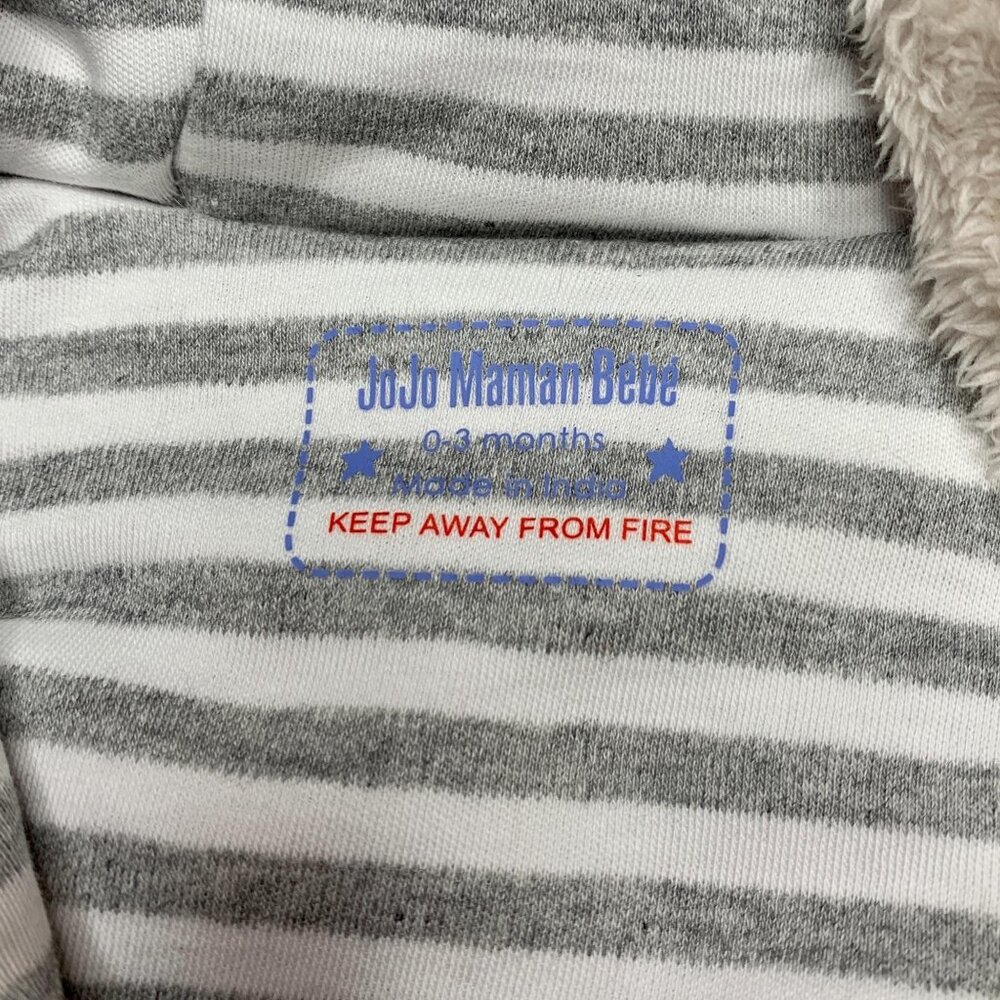 JoJo Maman Bébé
0-3 months
Made in India
KEEP AWAY FROM FIRE